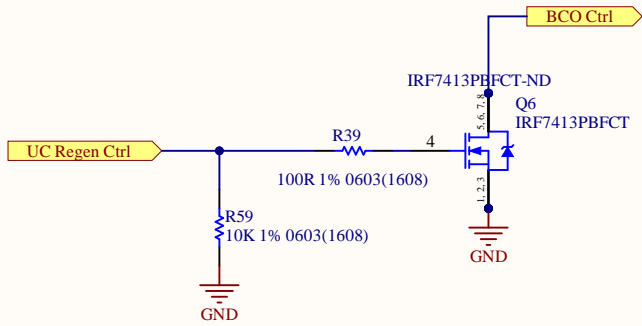 BCO Ctrl
IRF7413PBFCT-ND
5, 6, 7, 8
Q6
IRF7413PBFCT
R39
4
UC Regen Ctrl
100R 1% 0603(1608)
1, 2, 3
R59
10K 1% 0603(1608)
GND
GND